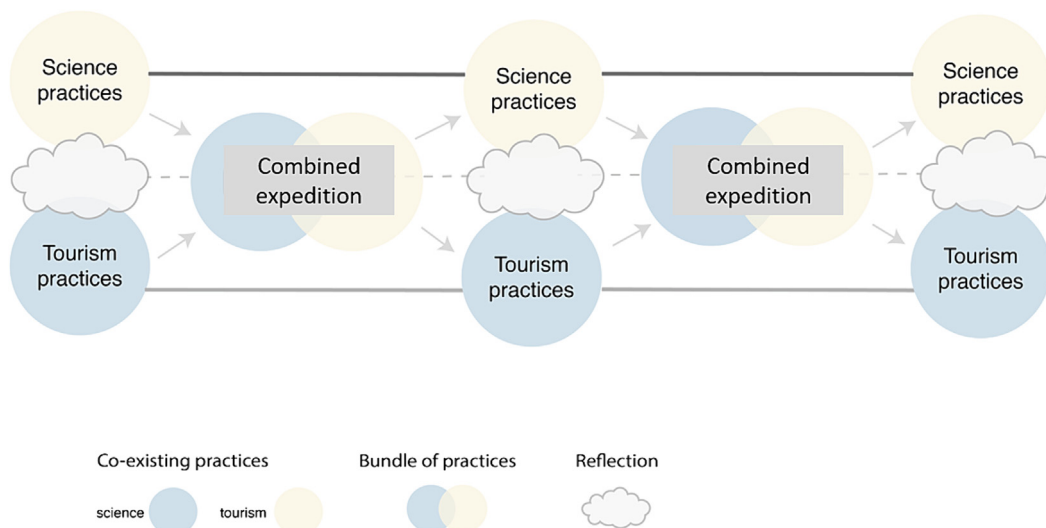 Science
practices
Science
practices
Science
practices
Combined
expedition
Combined
expedition
Tourism
practices
Tourism
practices
Tourism
practices
Co-existing practices
Bundle of practices
Reflection
science
tourism